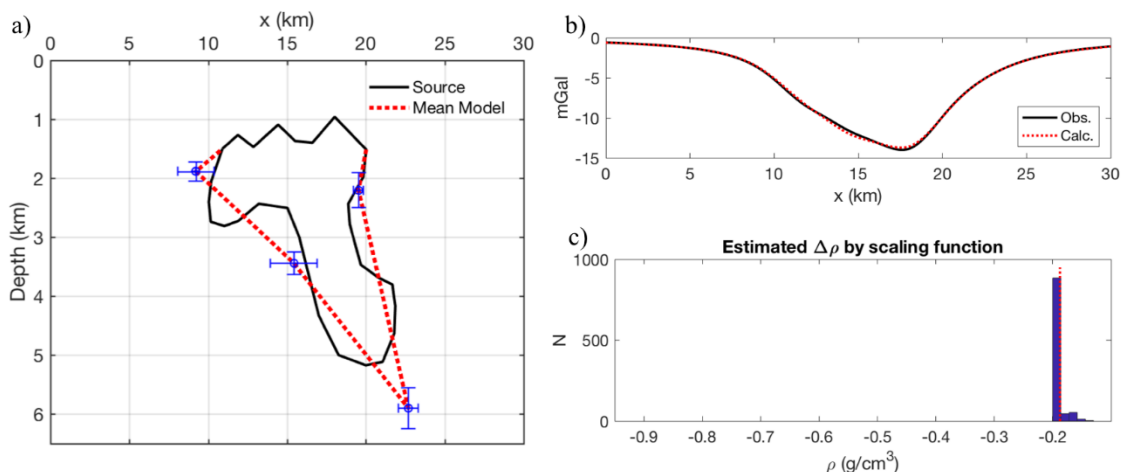 a)
x (km)
0 5 10 15 20 25 30
0
1
2
3
4
5
6
Depth (km)
Source
Mean Model
b)
0
-5
-10
-15
mGal
Obs.
Calc.
0 5 10 15 20 25 30
x (km)
c)
Estimated Δρ by scaling function
1000
500
0
N
-0.9 -0.8 -0.7 -0.6 -0.5 -0.4 -0.3 -0.2
ρ (g/cm³)